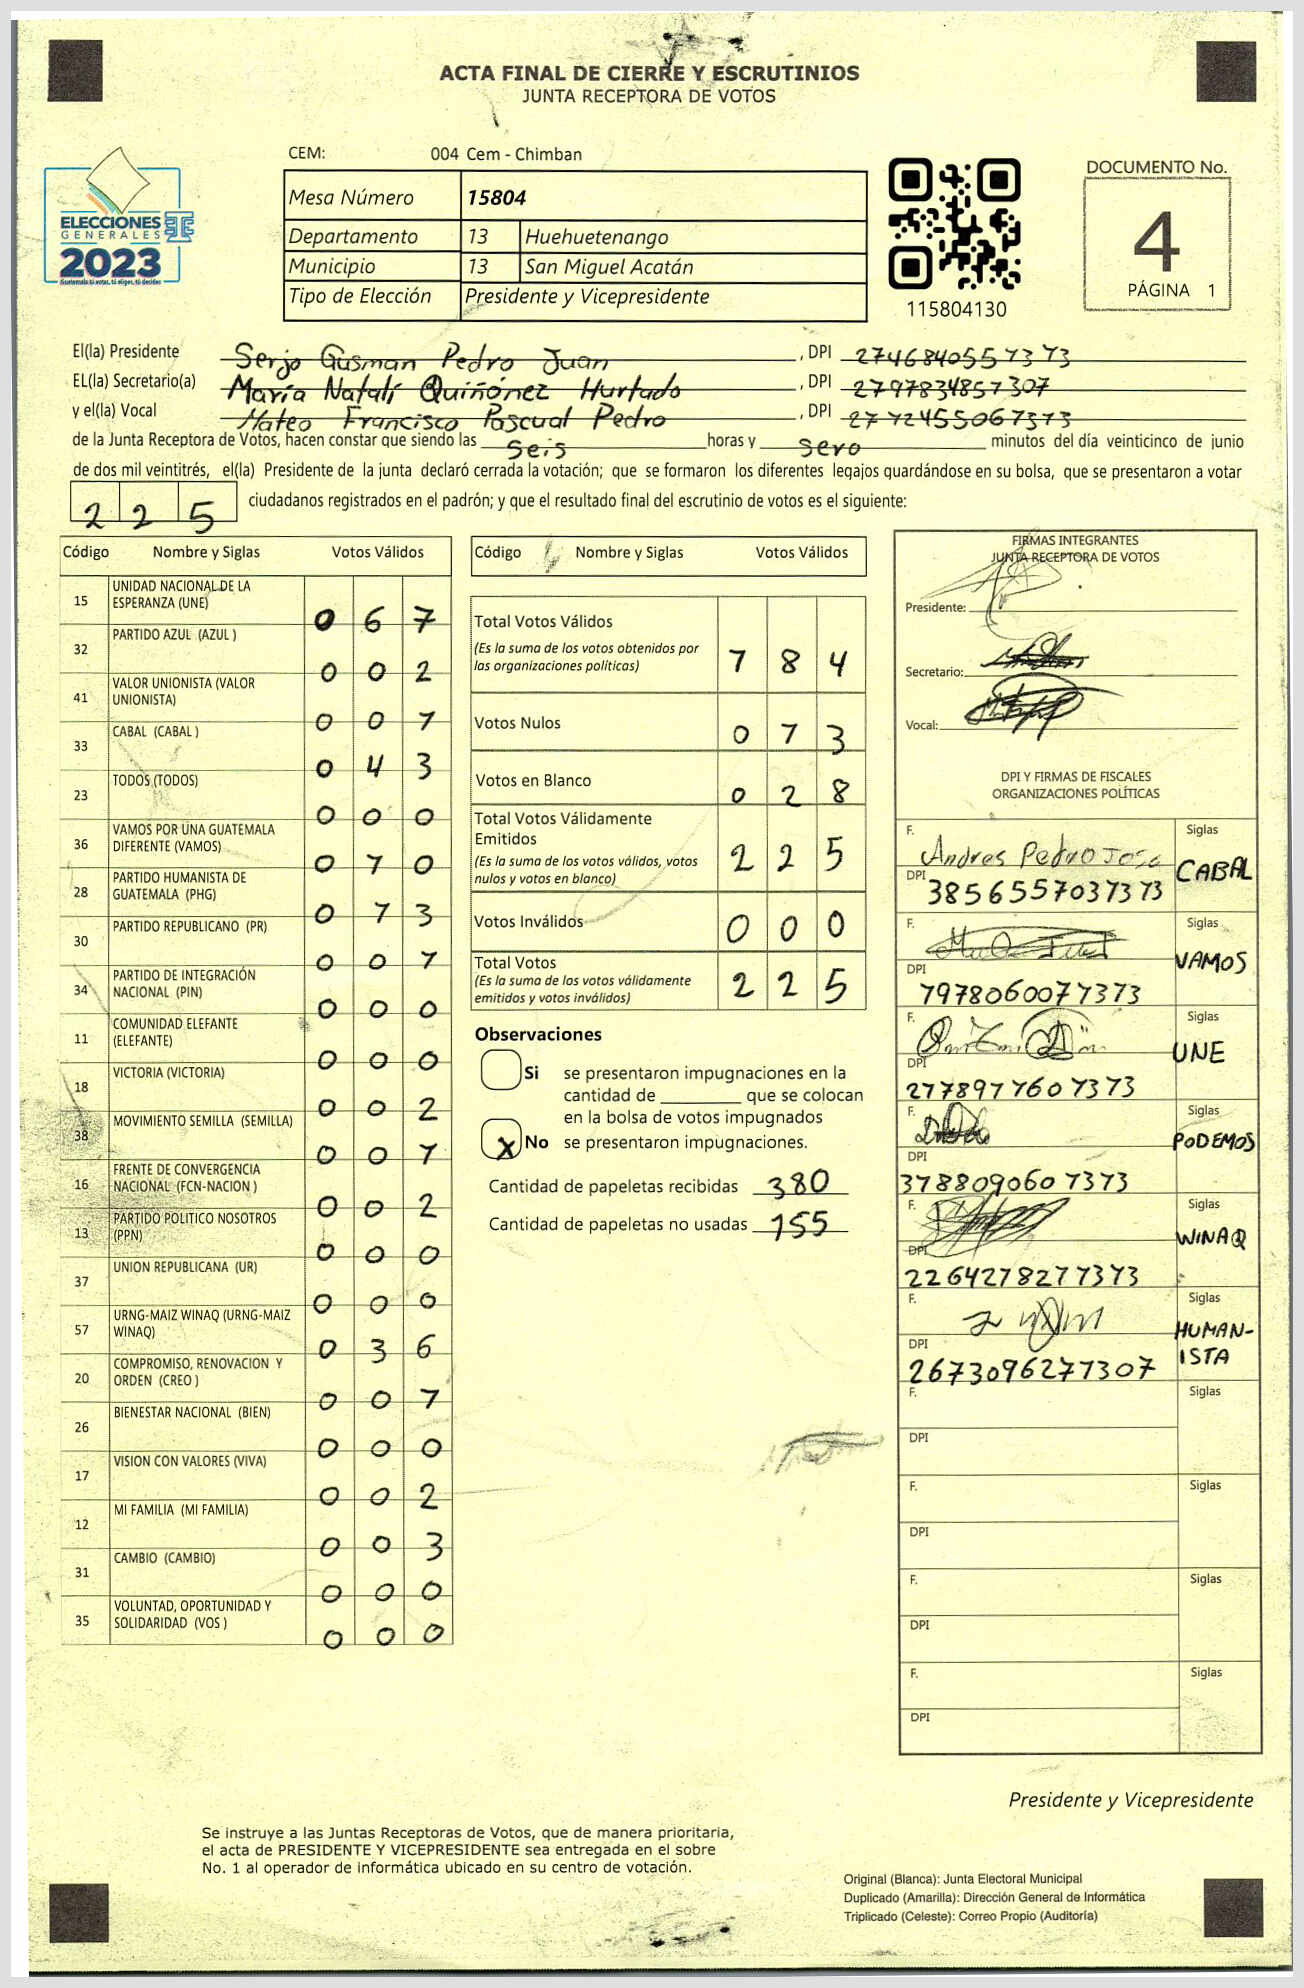 ACTA FINAL DE CIERRE Y ESCRUTINIOS
JUNTA RECEPTORA DE VOTOS
CEM: 004 Cem - Chimban
ELECCIONES
GENERALES
2023
Guatemala tú votas, tú eliges, tú decides
Mesa Número 15804
Departamento 13 Huehuetenango
Municipio 13 San Miguel Acatán
Tipo de Elección Presidente y Vicepresidente
115804130
DOCUMENTO No.
4
PÁGINA 1
El(la) Presidente Serjo Gusman Pedro Juan , DPI 2746840551313
EL(la) Secretario(a) María Natalí Quiñónez Hurtado , DPI 2797834851307
y el(la) Vocal Mateo Francisco Pascual Pedro , DPI 2712455061313
de la Junta Receptora de Votos, hacen constar que siendo las seis horas y sero minutos del día veinticinco de junio
de dos mil veintitrés, el(la) Presidente de la junta declaró cerrada la votación; que se formaron los diferentes legajos quardándose en su bolsa, que se presentaron a votar
225 ciudadanos registrados en el padrón; y que el resultado final del escrutinio de votos es el siguiente:
Código Nombre y Siglas Votos Válidos
15 UNIDAD NACIONAL DE LA ESPERANZA (UNE) 0 6 7
32 PARTIDO AZUL (AZUL ) 0 0 2
41 VALOR UNIONISTA (VALOR UNIONISTA) 0 0 1
33 CABAL (CABAL ) 0 4 3
23 TODOS (TODOS) 0 0 0
36 VAMOS POR UNA GUATEMALA DIFERENTE (VAMOS) 0 1 0
28 PARTIDO HUMANISTA DE GUATEMALA (PHG) 0 1 3
30 PARTIDO REPUBLICANO (PR) 0 0 1
34 PARTIDO DE INTEGRACIÓN NACIONAL (PIN) 0 0 0
11 COMUNIDAD ELEFANTE (ELEFANTE) 0 0 0
18 VICTORIA (VICTORIA) 0 0 2
38 MOVIMIENTO SEMILLA (SEMILLA) 0 0 1
16 FRENTE DE CONVERGENCIA NACIONAL (FCN-NACION ) 0 0 2
13 PARTIDO POLITICO NOSOTROS (PPN) 0 0 0
37 UNION REPUBLICANA (UR) 0 0 0
57 URNG-MAIZ WINAQ (URNG-MAIZ WINAQ) 0 3 6
20 COMPROMISO, RENOVACION Y ORDEN (CREO ) 0 0 1
26 BIENESTAR NACIONAL (BIEN) 0 0 0
17 VISION CON VALORES (VIVA) 0 0 2
12 MI FAMILIA (MI FAMILIA) 0 0 3
31 CAMBIO (CAMBIO) 0 0 0
35 VOLUNTAD, OPORTUNIDAD Y SOLIDARIDAD (VOS ) 0 0 0
Código Nombre y Siglas Votos Válidos
Total Votos Válidos
(Es la suma de los votos obtenidos por
las organizaciones políticas) 1 8 4
Votos Nulos 0 1 3
Votos en Blanco 0 2 8
Total Votos Válidamente
Emitidos
(Es la suma de los votos válidos, votos
nulos y votos en blanco) 2 2 5
Votos Inválidos 0 0 0
Total Votos
(Es la suma de los votos válidamente
emitidos y votos inválidos) 2 2 5
Observaciones
Si se presentaron impugnaciones en la
cantidad de ________ que se colocan
en la bolsa de votos impugnados
X No se presentaron impugnaciones.
Cantidad de papeletas recibidas 380
Cantidad de papeletas no usadas 155
FIRMAS INTEGRANTES
JUNTA RECEPTORA DE VOTOS
Presidente:
Secretario:
Vocal:
DPI Y FIRMAS DE FISCALES
ORGANIZACIONES POLÍTICAS
F. Andres Pedro Jose Siglas
DPI 3856557031313 CABAL
F. Siglas
DPI VAMOS
F. Siglas
DPI UNE
F. Siglas
DPI 3188090601313 PODEMOS
F. Siglas
DPI 2264218271313 WINAQ
F. Siglas
DPI 2673096271307 HUMAN-
ISTA
F. Siglas
DPI
F. Siglas
DPI
F. Siglas
DPI
F. Siglas
DPI
Presidente y Vicepresidente
Se instruye a las Juntas Receptoras de Votos, que de manera prioritaria,
el acta de PRESIDENTE Y VICEPRESIDENTE sea entregada en el sobre
No. 1 al operador de informática ubicado en su centro de votación.
Original (Blanca): Junta Electoral Municipal
Duplicado (Amarilla): Dirección General de Informática
Triplicado (Celeste): Correo Propio (Auditoría)